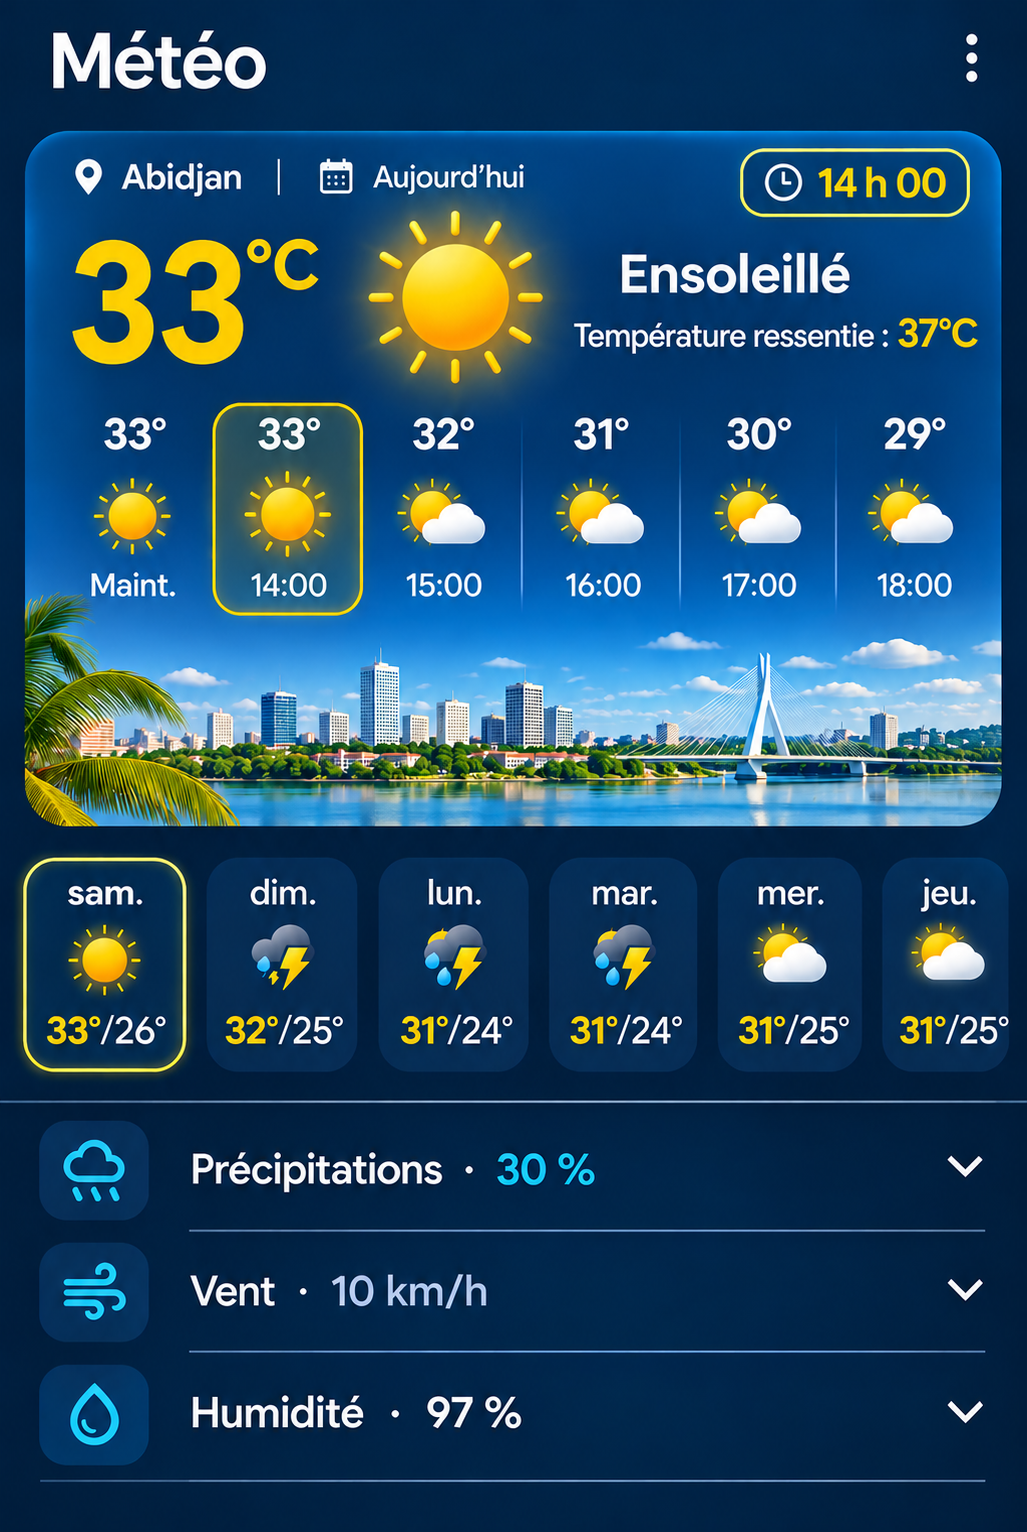 Météo
Abidjan | Aujourd'hui
14 h 00
33°C
Ensoleillé
Température ressentie : 37°C
33° 33° 32° 31° 30° 29°
Maint. 14:00 15:00 16:00 17:00 18:00
sam. dim. lun. mar. mer. jeu.
33°/26° 32°/25° 31°/24° 31°/24° 31°/25° 31°/25°
Précipitations · 30 %
Vent · 10 km/h
Humidité · 97 %